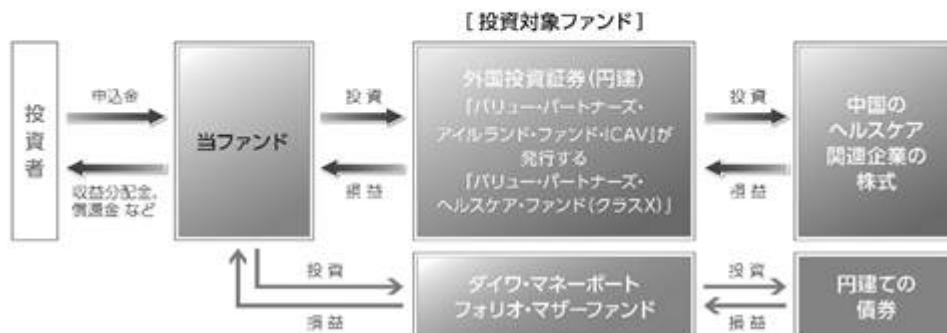 [投資対象ファンド]
投資者
申込金
収益分配金、
償還金 など
当ファンド
投資
損益
外国投資証券(円建)
「バリュー・パートナーズ・
アイルランド・ファンド・ICAV」が
発行する
「バリュー・パートナーズ・
ヘルスケア・ファンド(クラスX)」
投資
損益
中国の
ヘルスケア
関連企業の
株式
投資
損益
ダイワ・マネーポート
フォリオ・マザーファンド
投資
損益
円建ての
債券